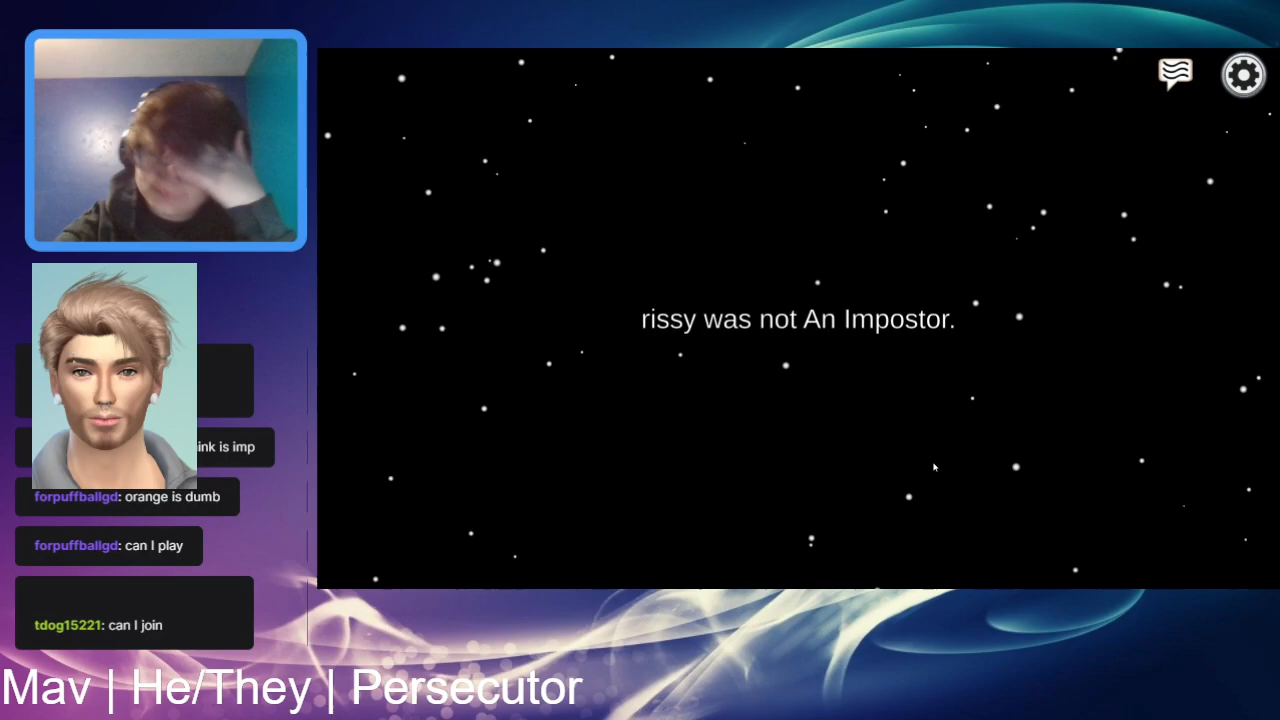 rissy was not An Impostor.
ink is imp
forpuffballgd: orange is dumb
forpuffballgd: can I play
tdog15221: can I join
Mav | He/They | Persecutor